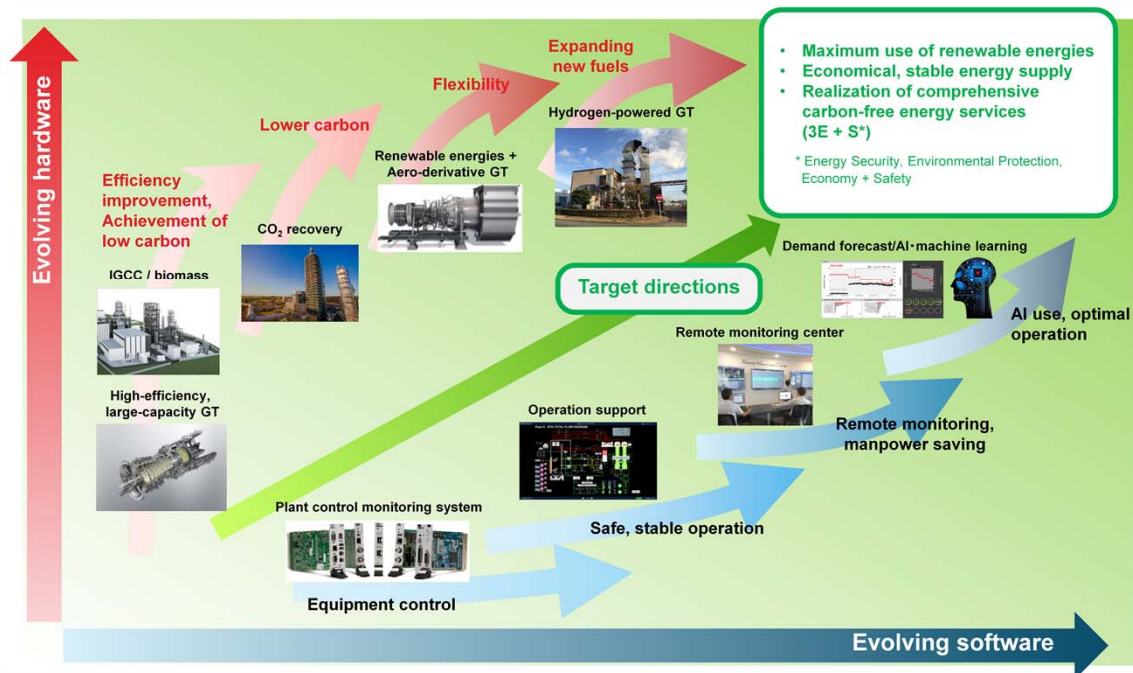 Evolving hardware
Expanding
new fuels
Flexibility
Lower carbon
Efficiency
improvement,
Achievement of
low carbon
• Maximum use of renewable energies
• Economical, stable energy supply
• Realization of comprehensive
carbon-free energy services
(3E + S*)
* Energy Security, Environmental Protection,
Economy + Safety
Hydrogen-powered GT
Renewable energies +
Aero-derivative GT
CO₂ recovery
IGCC / biomass
High-efficiency,
large-capacity GT
Target directions
Demand forecast/AI・machine learning
AI use, optimal
operation
Remote monitoring center
Remote monitoring,
manpower saving
Operation support
Safe, stable operation
Plant control monitoring system
Equipment control
Evolving software